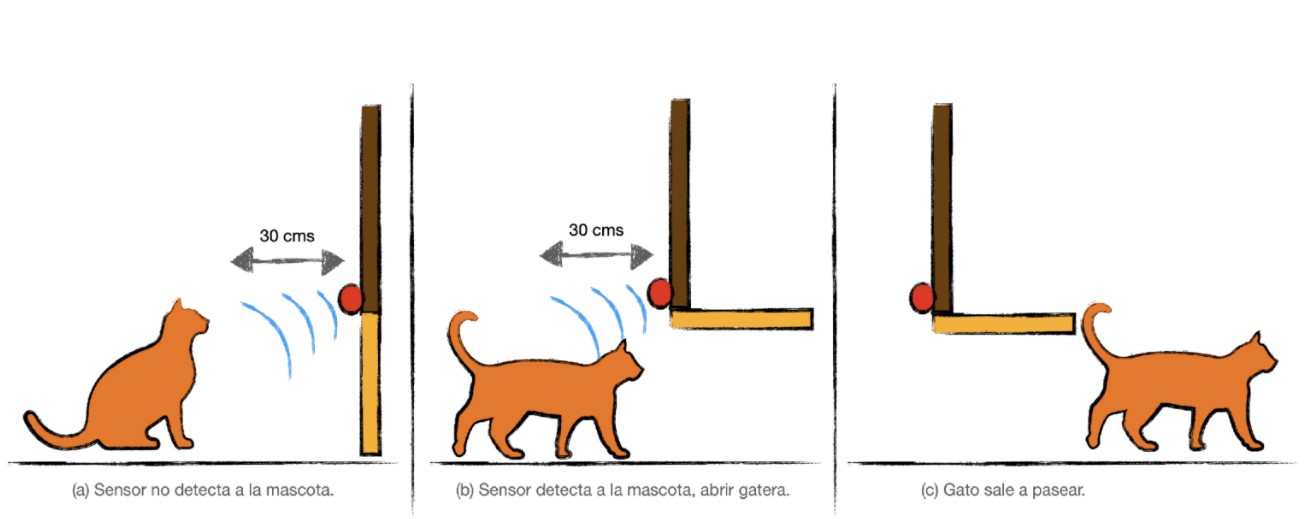 30 cms
30 cms
(a) Sensor no detecta a la mascota.
(b) Sensor detecta a la mascota, abrir gatera.
(c) Gato sale a pasear.